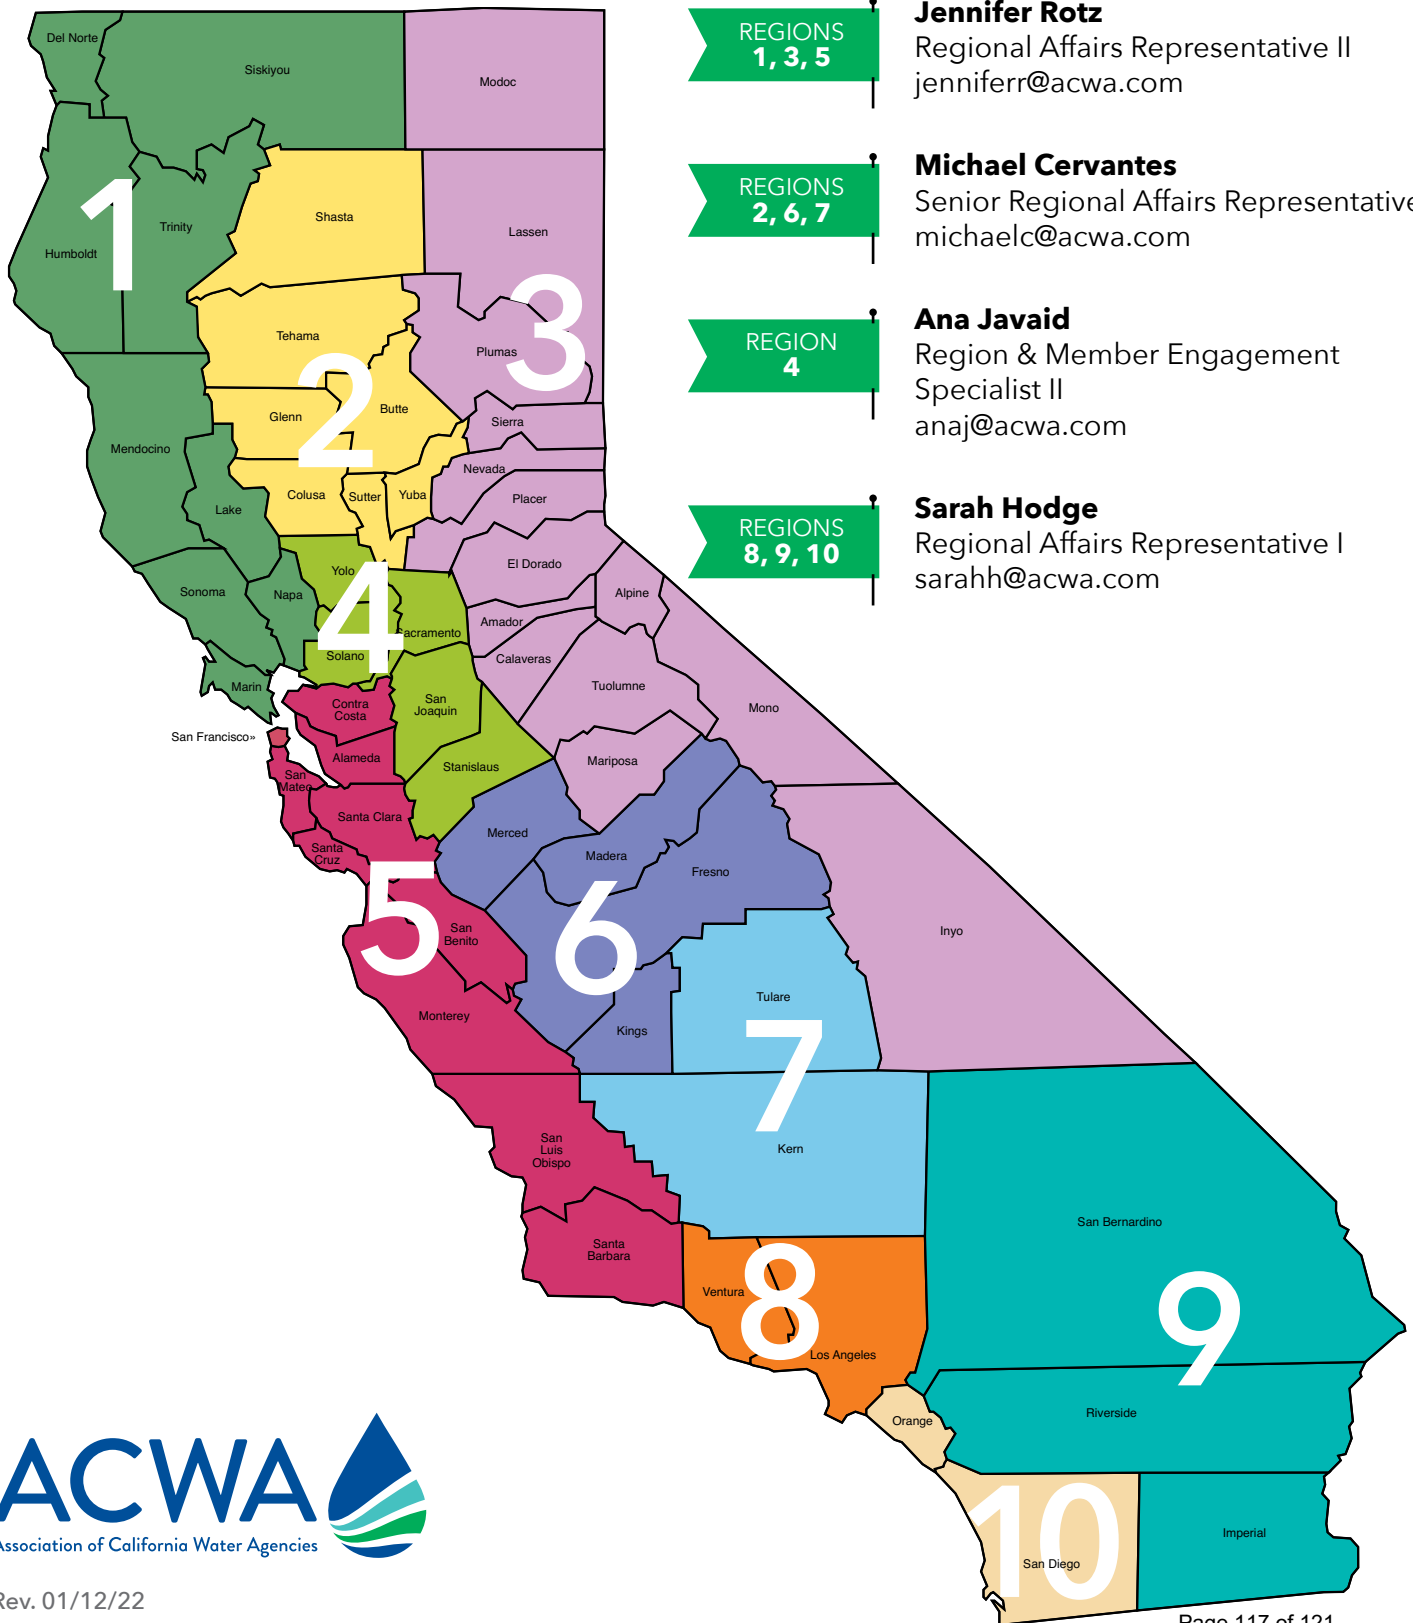 Jennifer Rotz
REGIONS
1, 3, 5
Regional Affairs Representative II
jenniferr@acwa.com
Michael Cervantes
REGIONS
2, 6, 7
Senior Regional Affairs Representative
michaelc@acwa.com
Ana Javaid
REGION
4
Region & Member Engagement
Specialist II
anaj@acwa.com
Sarah Hodge
REGIONS
8, 9, 10
Regional Affairs Representative I
sarahh@acwa.com
Del Norte
Siskiyou
Modoc
1
Humboldt
Trinity
Shasta
Lassen
3
Tehama
Plumas
2
Glenn
Butte
Sierra
Mendocino
Nevada
Colusa
Sutter
Yuba
Placer
Lake
El Dorado
Yolo
4
Sonoma
Napa
Alpine
Amador
Sacramento
Solano
Calaveras
Marin
Tuolumne
Contra
Costa
San
Joaquin
Mono
San Francisco»
Alameda
Stanislaus
Mariposa
San
Mateo
Santa Clara
Merced
Santa
Cruz
Madera
Fresno
5
San
Benito
6
Inyo
Tulare
Monterey
Kings
7
Kern
San
Luis
Obispo
San Bernardino
Santa
Barbara
Ventura
8
9
Los Angeles
Orange
Riverside
10
San Diego
Imperial
ACWA
Association of California Water Agencies
Rev. 01/12/22
Page 117 of 121